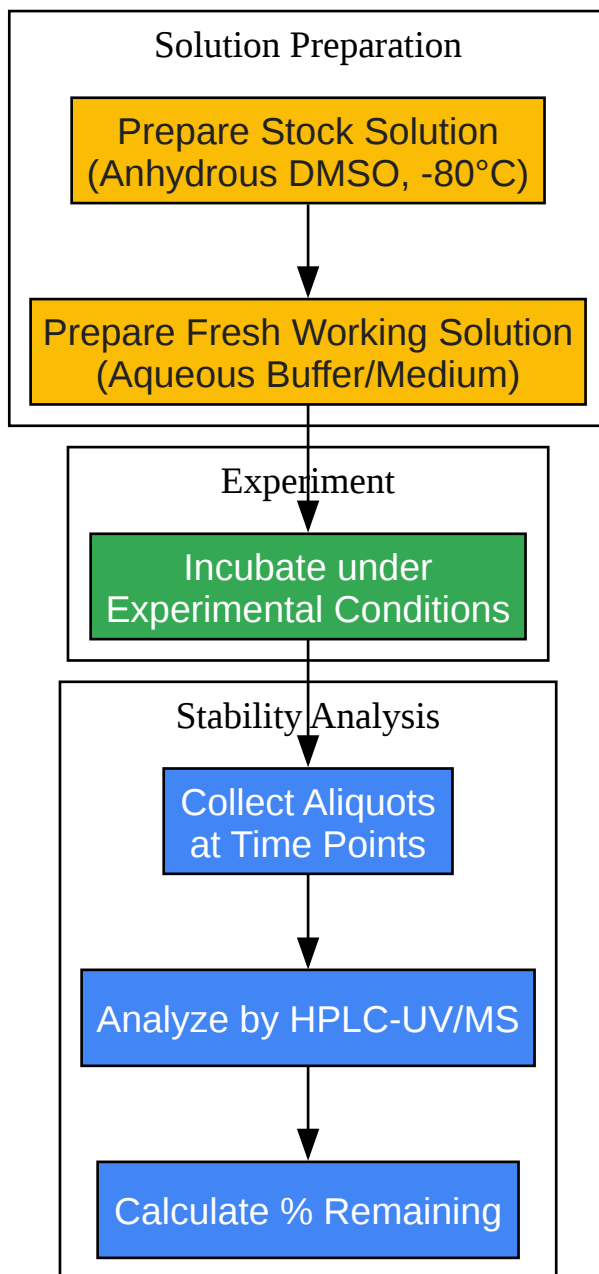 Solution Preparation
Prepare Stock Solution
(Anhydrous DMSO, -80°C)
Prepare Fresh Working Solution
(Aqueous Buffer/Medium)
Experiment
Incubate under
Experimental Conditions
Stability Analysis
Collect Aliquots
at Time Points
Analyze by HPLC-UV/MS
Calculate % Remaining